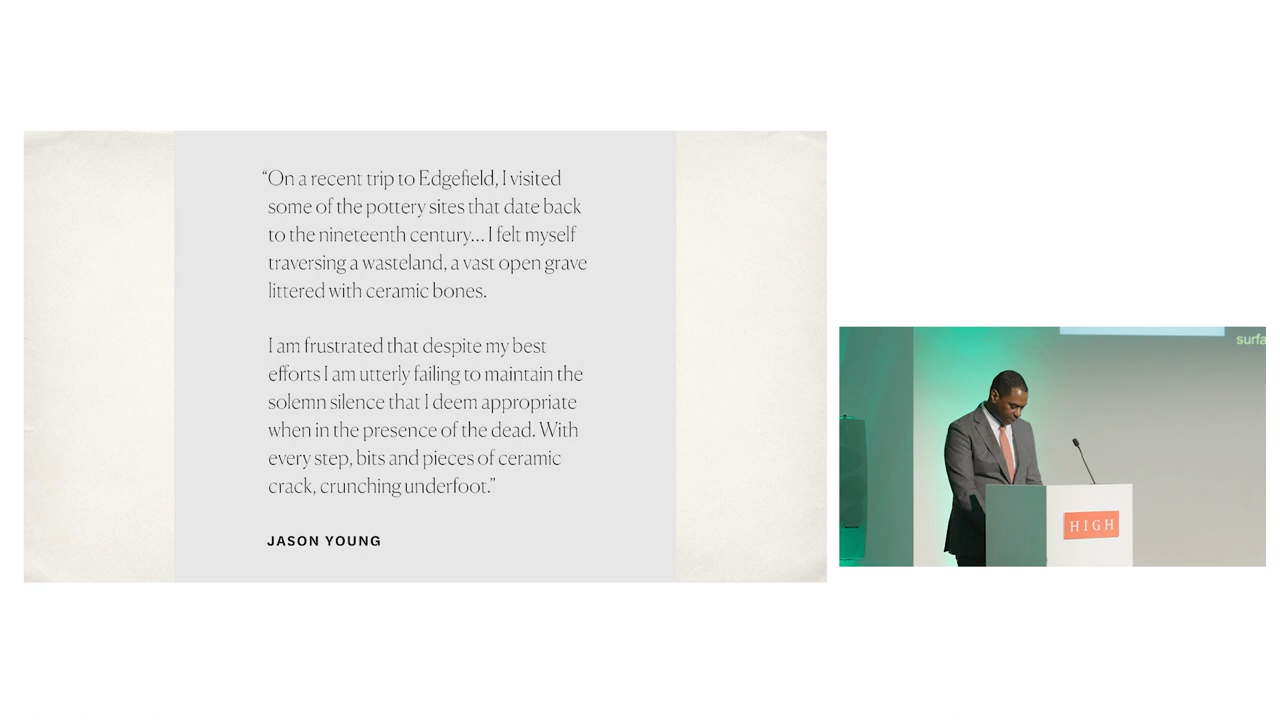 “On a recent trip to Edgefield, I visited
some of the pottery sites that date back
to the nineteenth century... I felt myself
traversing a wasteland, a vast open grave
littered with ceramic bones.
I am frustrated that despite my best
efforts I am utterly failing to maintain the
solemn silence that I deem appropriate
when in the presence of the dead. With
every step, bits and pieces of ceramic
crack, crunching underfoot.”
JASON YOUNG
surfa
HIGH